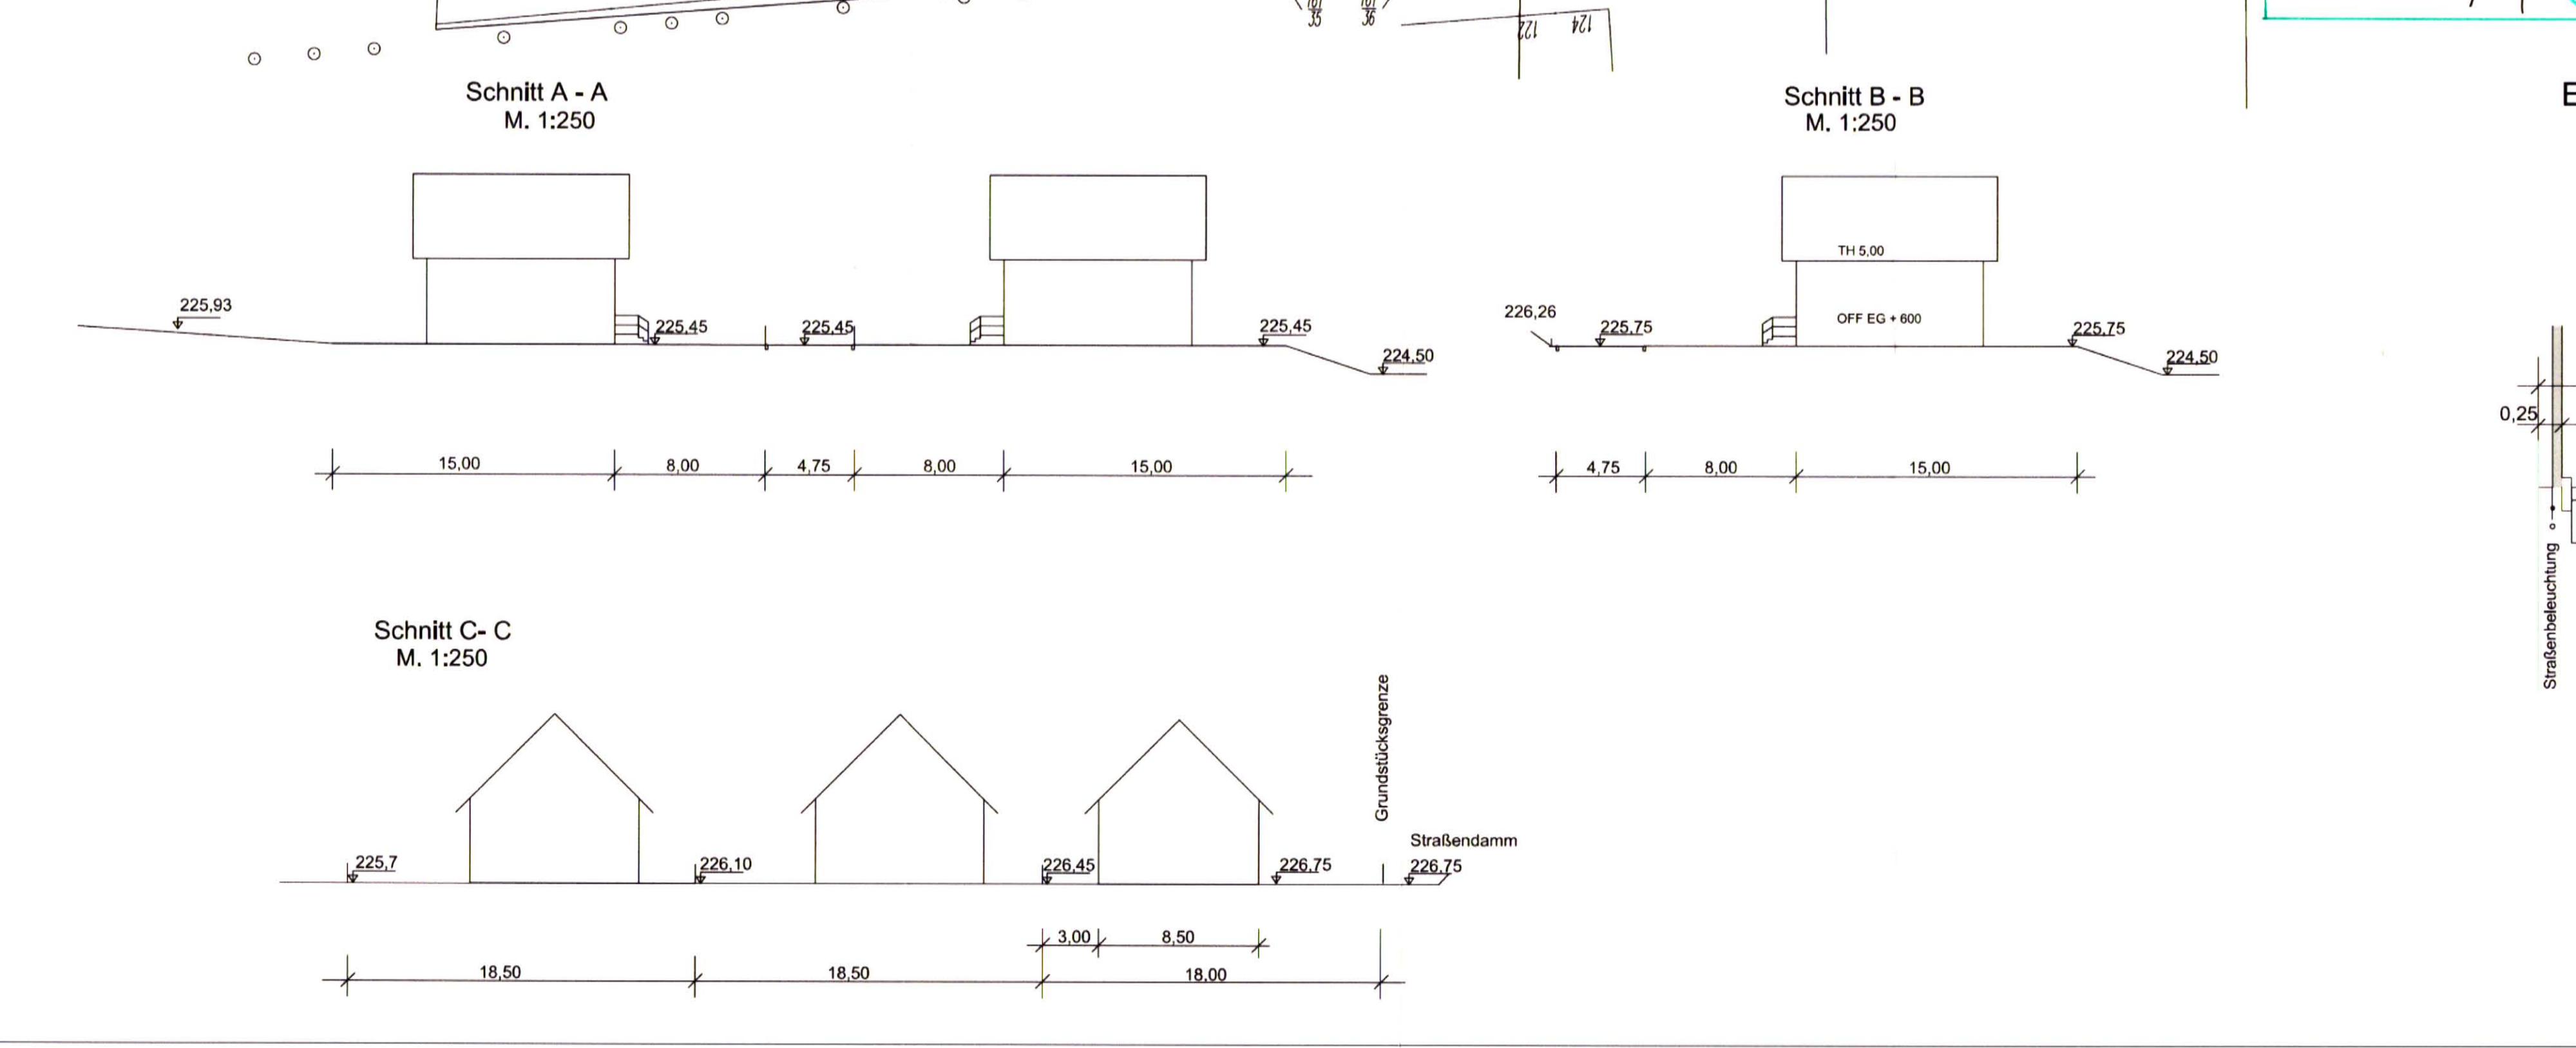 122
124
Schnitt A - A
M. 1:250
225,93
225,45
225,45
225,45
224,50
15,00
8,00
4,75
8,00
15,00
Schnitt B - B
M. 1:250
TH 5,00
OFF EG + 600
226,26
225,75
225,75
224,50
4,75
8,00
15,00
E
0,25
Straßenbeleuchtung
Schnitt C- C
M. 1:250
Grundstücksgrenze
Straßendamm
225,7
226,10
226,45
226,75
226,75
3,00
8,50
18,50
18,50
18,00